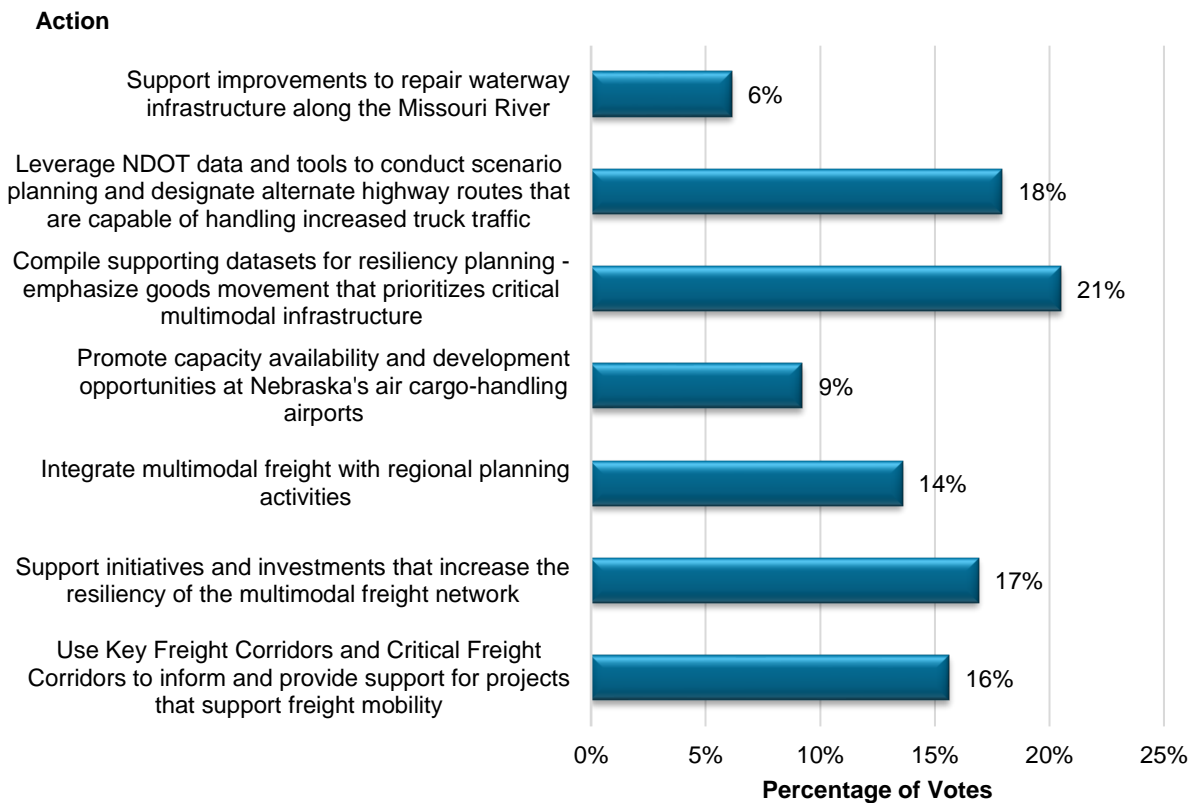 Action
Support improvements to repair waterway
infrastructure along the Missouri River
6%
Leverage NDOT data and tools to conduct scenario
planning and designate alternate highway routes that
are capable of handling increased truck traffic
18%
Compile supporting datasets for resiliency planning -
emphasize goods movement that prioritizes critical
multimodal infrastructure
21%
Promote capacity availability and development
opportunities at Nebraska's air cargo-handling
airports
9%
Integrate multimodal freight with regional planning
activities
14%
Support initiatives and investments that increase the
resiliency of the multimodal freight network
17%
Use Key Freight Corridors and Critical Freight
Corridors to inform and provide support for projects
that support freight mobility
16%
0% 5% 10% 15% 20% 25%
Percentage of Votes